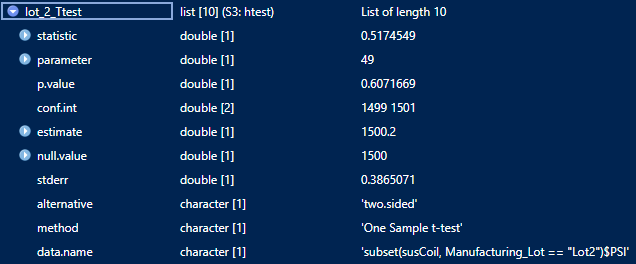 lot_2_Ttest list [10] (S3: htest) List of length 10
statistic double [1] 0.5174549
parameter double [1] 49
p.value double [1] 0.6071669
conf.int double [2] 1499 1501
estimate double [1] 1500.2
null.value double [1] 1500
stderr double [1] 0.3865071
alternative character [1] 'two.sided'
method character [1] 'One Sample t-test'
data.name character [1] 'subset(susCoil, Manufacturing_Lot == "Lot2")$PSI'